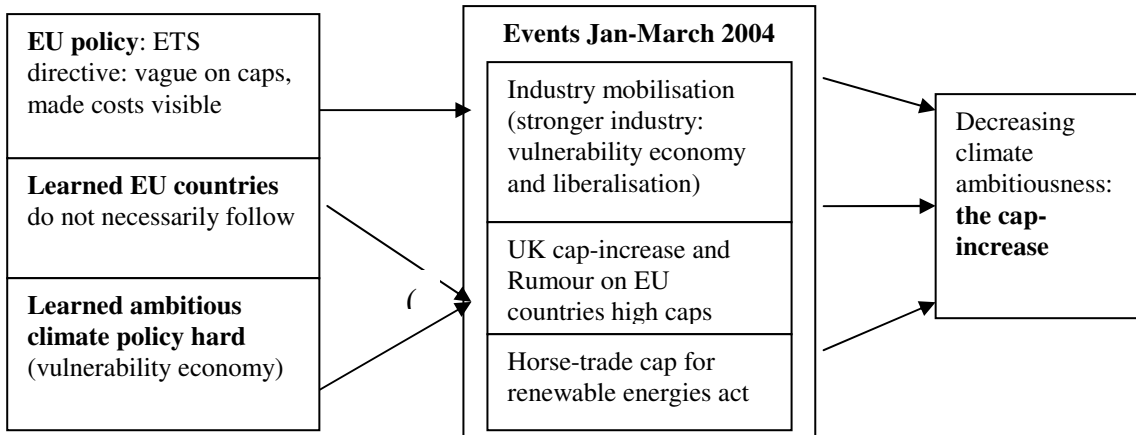 EU policy: ETS
directive: vague on caps,
made costs visible
Learned EU countries
do not necessarily follow
Learned ambitious
climate policy hard
(vulnerability economy)
(
Events Jan-March 2004
Industry mobilisation
(stronger industry:
vulnerability economy
and liberalisation)
UK cap-increase and
Rumour on EU
countries high caps
Horse-trade cap for
renewable energies act
Decreasing
climate
ambitiousness:
the cap-
increase